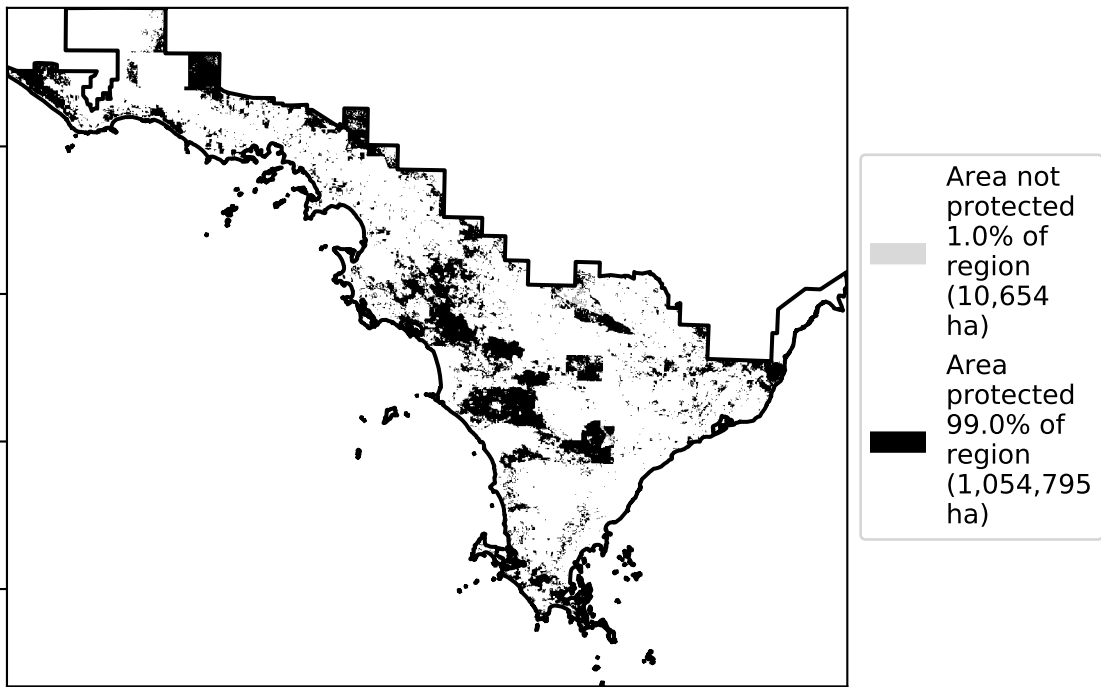 Area not
protected
1.0% of
region
(10,654
ha)
Area
protected
99.0% of
region
(1,054,795
ha)